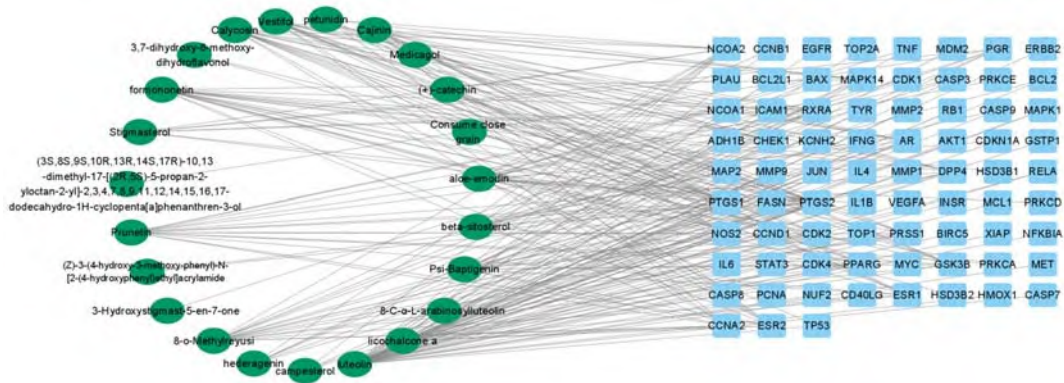 Calycosin
Vestitol
petunidin
Cajinin
Medicagol
3,7-dihydroxy-6-methoxy-
dihydroflavonol
formononetin
(+)-catechin
Stigmasterol
Consume close
grain
(3S,8S,9S,10R,13R,14S,17R)-10,13
-dimethyl-17-[(2R,5S)-5-propan-2-
yloctan-2-yl]-2,3,4,7,8,9,11,12,14,15,16,17-
dodecahydro-1H-cyclopenta[a]phenanthren-3-ol
aloe-emodin
Prunetin
beta-sitosterol
(Z)-3-(4-hydroxy-3-methoxy-phenyl)-N-
[2-(4-hydroxyphenyl)ethyl]acrylamide
Psi-Baptigenin
3-Hydroxystigmast-5-en-7-one
8-C-α-L-arabinosylluteolin
8-o-Methylreyusi
licochalcone a
hederagenin
campesterol
luteolin
NCOA2 CCNB1 EGFR TOP2A TNF MDM2 PGR ERBB2
PLAU BCL2L1 BAX MAPK14 CDK1 CASP3 PRKCE BCL2
NCOA1 ICAM1 RXRA TYR MMP2 RB1 CASP9 MAPK1
ADH1B CHEK1 KCNH2 IFNG AR AKT1 CDKN1A GSTP1
MAP2 MMP9 JUN IL4 MMP1 DPP4 HSD3B1 RELA
PTGS1 FASN PTGS2 IL1B VEGFA INSR MCL1 PRKCD
NOS2 CCND1 CDK2 TOP1 PRSS1 BIRC5 XIAP NFKBIA
IL6 STAT3 CDK4 PPARG MYC GSK3B PRKCA MET
CASP8 PCNA NUF2 CD40LG ESR1 HSD3B2 HMOX1 CASP7
CCNA2 ESR2 TP53